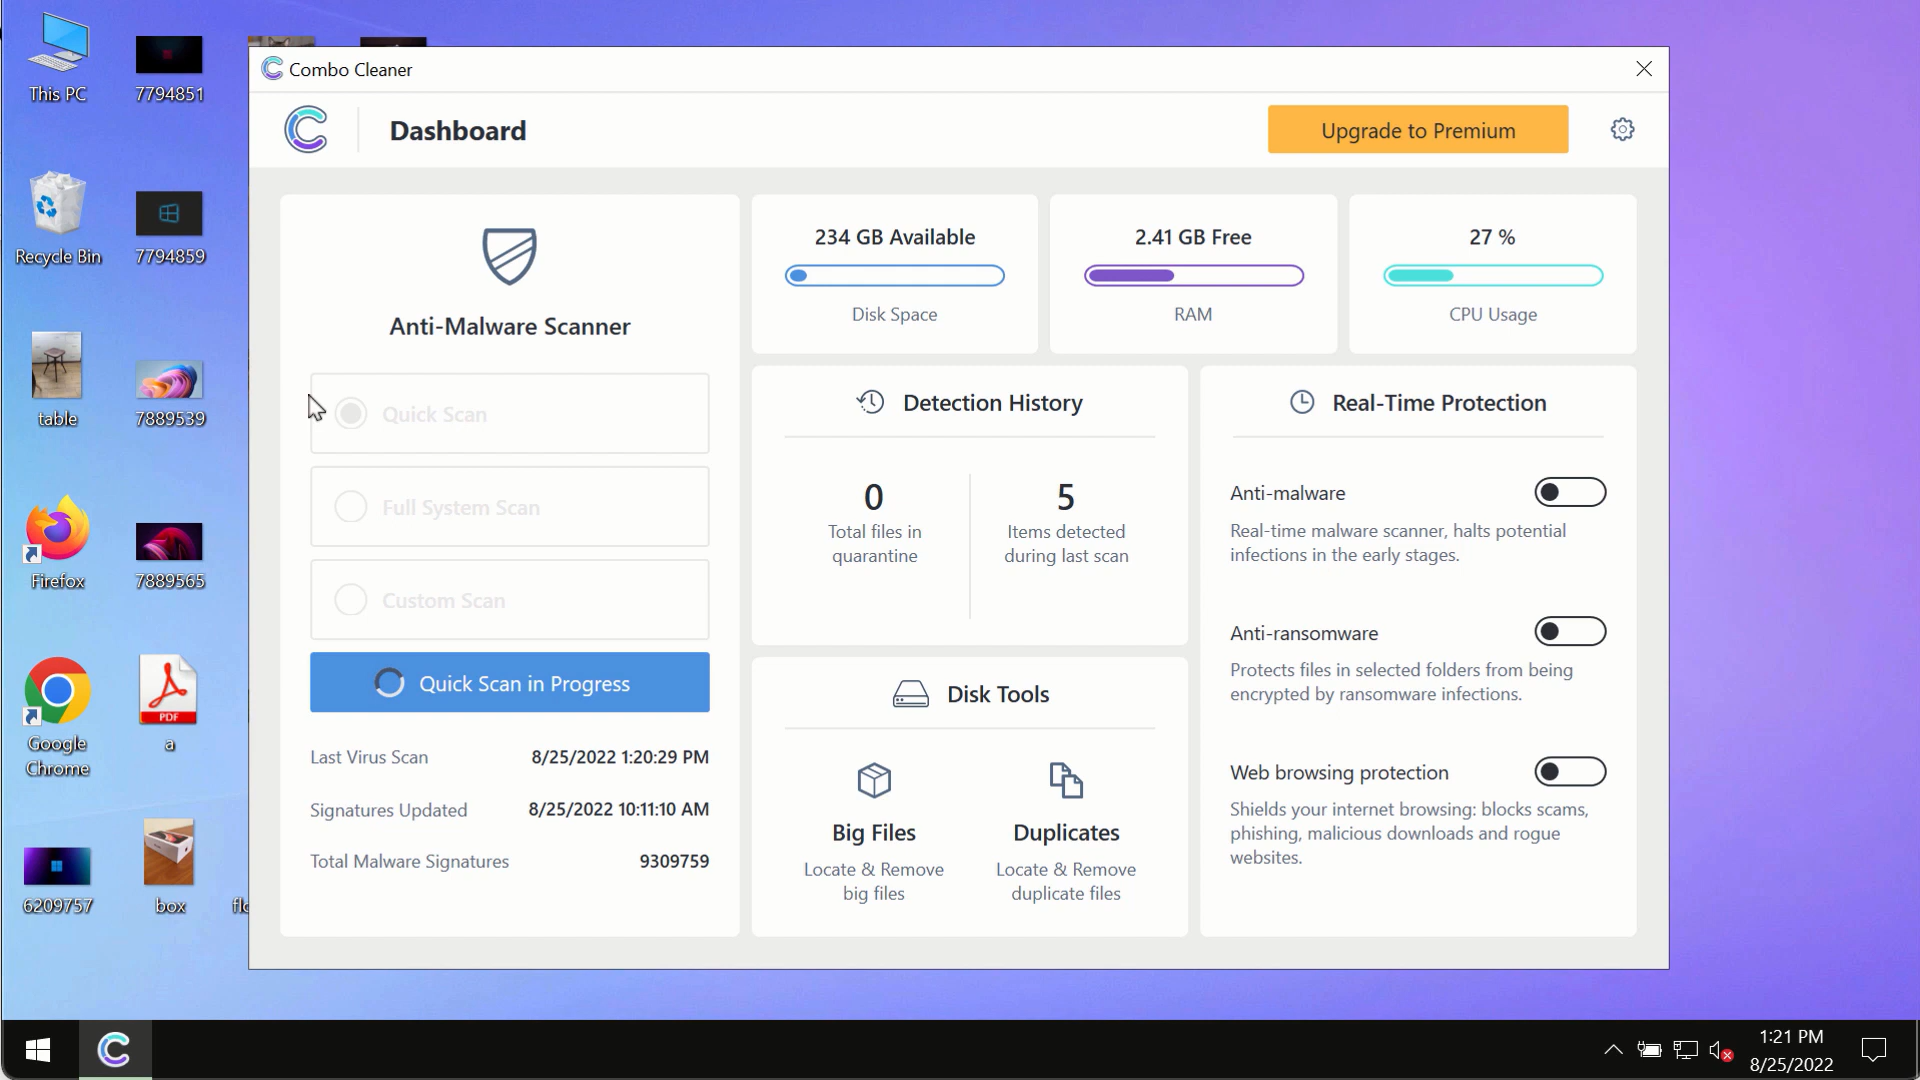 This PC
7794851
Recycle Bin
7794859
table
7889539
Firefox
7889565
Google
Chrome
PDF
a
6209757
box
Combo Cleaner
Dashboard
Upgrade to Premium
Anti-Malware Scanner
Quick Scan
Full System Scan
Custom Scan
Quick Scan in Progress
Last Virus Scan 8/25/2022 1:20:29 PM
Signatures Updated 8/25/2022 10:11:10 AM
Total Malware Signatures 9309759
234 GB Available
Disk Space
2.41 GB Free
RAM
27 %
CPU Usage
Detection History
0
Total files in
quarantine
5
Items detected
during last scan
Disk Tools
Big Files
Locate & Remove
big files
Duplicates
Locate & Remove
duplicate files
Real-Time Protection
Anti-malware
Real-time malware scanner, halts potential
infections in the early stages.
Anti-ransomware
Protects files in selected folders from being
encrypted by ransomware infections.
Web browsing protection
Shields your internet browsing: blocks scams,
phishing, malicious downloads and rogue
websites.
1:21 PM
8/25/2022